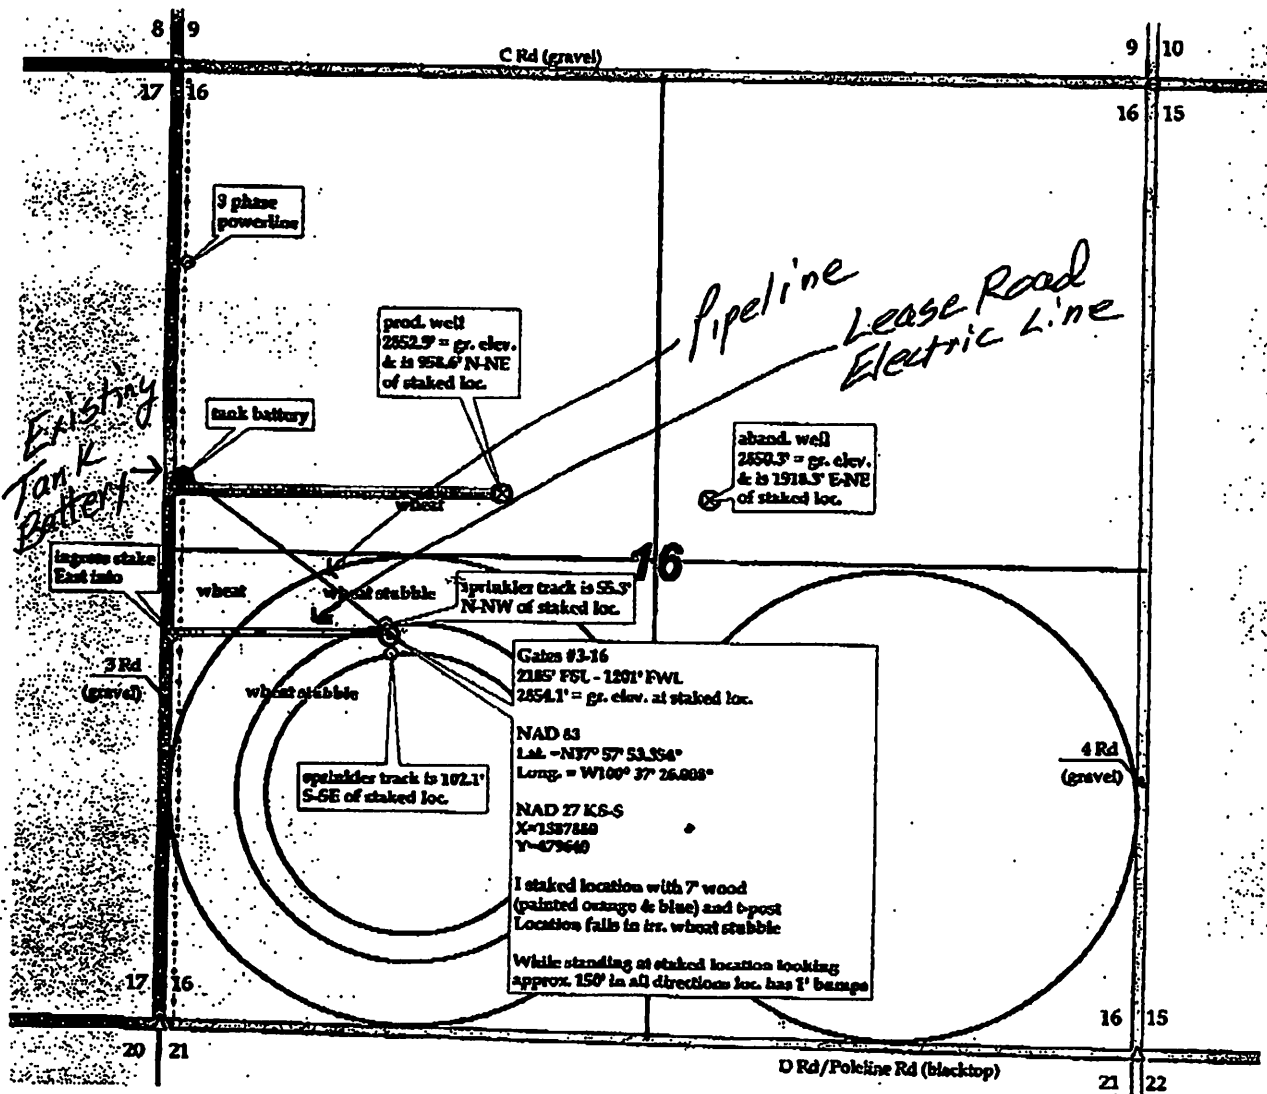 8 9
C Rd (gravel)
9 10
17 16
16 15
3 phase
powerline
Pipeline
Lease Road
Electric Line
prod. well
2852.9' = gr. elev.
& is 958.6' N-NE
of staked loc.
Existing
Tank
Battery
tank battery
aband. well
2850.3' = gr. elev.
& is 1918.3' E-NE
of staked loc.
wheat
16
ingress stake
East into
wheat
wheat stubble
sprinkler track is 55.3'
N-NW of staked loc.
3 Rd
(gravel)
wheat stubble
Gates #3-16
2185' FSL - 1201' FWL
2854.1' = gr. elev. at staked loc.
NAD 83
Lat. = N37° 57' 53.354"
Long. = W100° 37' 26.008"
NAD 27 KS-S
X=1387880
Y=479640
I staked location with 7' wood
(painted orange & blue) and t-post
Location falls in irr. wheat stubble
While standing at staked location looking
approx. 150' in all directions loc. has 1' bumps
sprinkler track is 102.1'
S-SE of staked loc.
4 Rd
(gravel)
17 16
16 15
20 21
D Rd/Poleline Rd (blacktop)
21 22